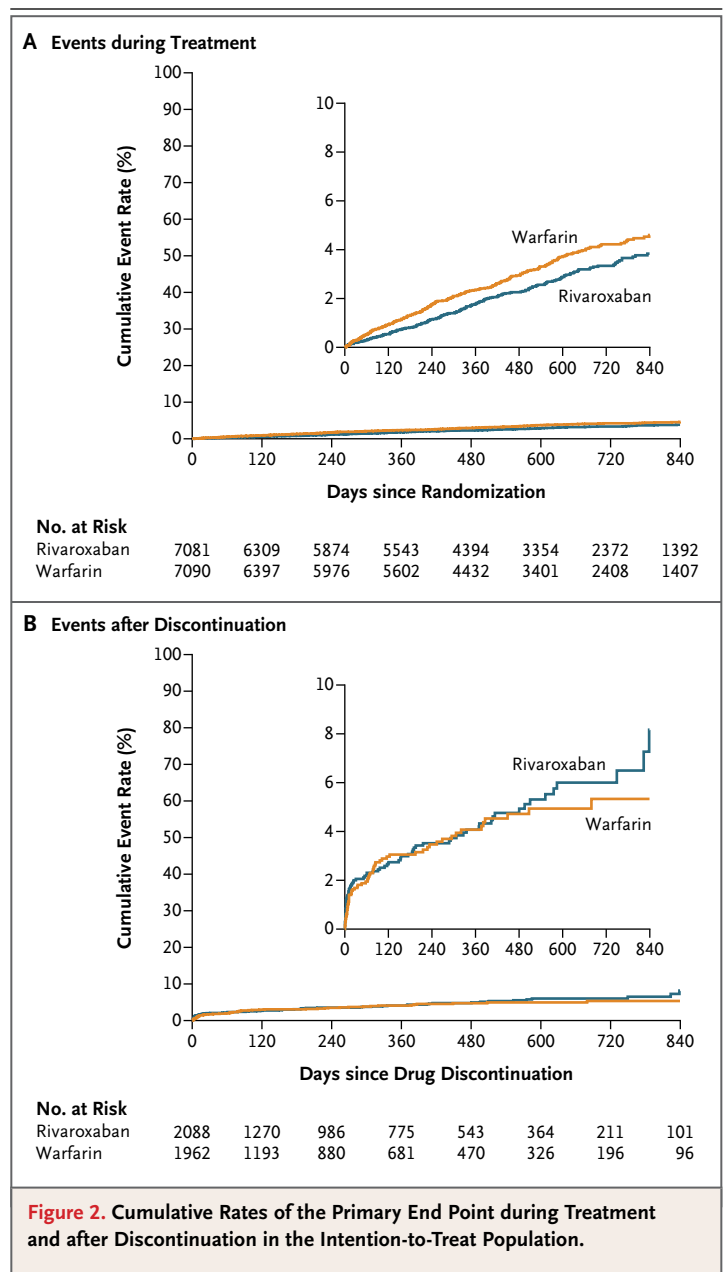 A Events during Treatment
100
90
80
70
60
50
40
30
20
10
0
Cumulative Event Rate (%)
10
8
6
4
2
0
Warfarin
Rivaroxaban
0 120 240 360 480 600 720 840
0 120 240 360 480 600 720 840
Days since Randomization
No. at Risk
Rivaroxaban 7081 6309 5874 5543 4394 3354 2372 1392
Warfarin 7090 6397 5976 5602 4432 3401 2408 1407
B Events after Discontinuation
100
90
80
70
60
50
40
30
20
10
0
Cumulative Event Rate (%)
10
8
6
4
2
0
Rivaroxaban
Warfarin
0 120 240 360 480 600 720 840
0 120 240 360 480 600 720 840
Days since Drug Discontinuation
No. at Risk
Rivaroxaban 2088 1270 986 775 543 364 211 101
Warfarin 1962 1193 880 681 470 326 196 96
Figure 2. Cumulative Rates of the Primary End Point during Treatment
and after Discontinuation in the Intention-to-Treat Population.